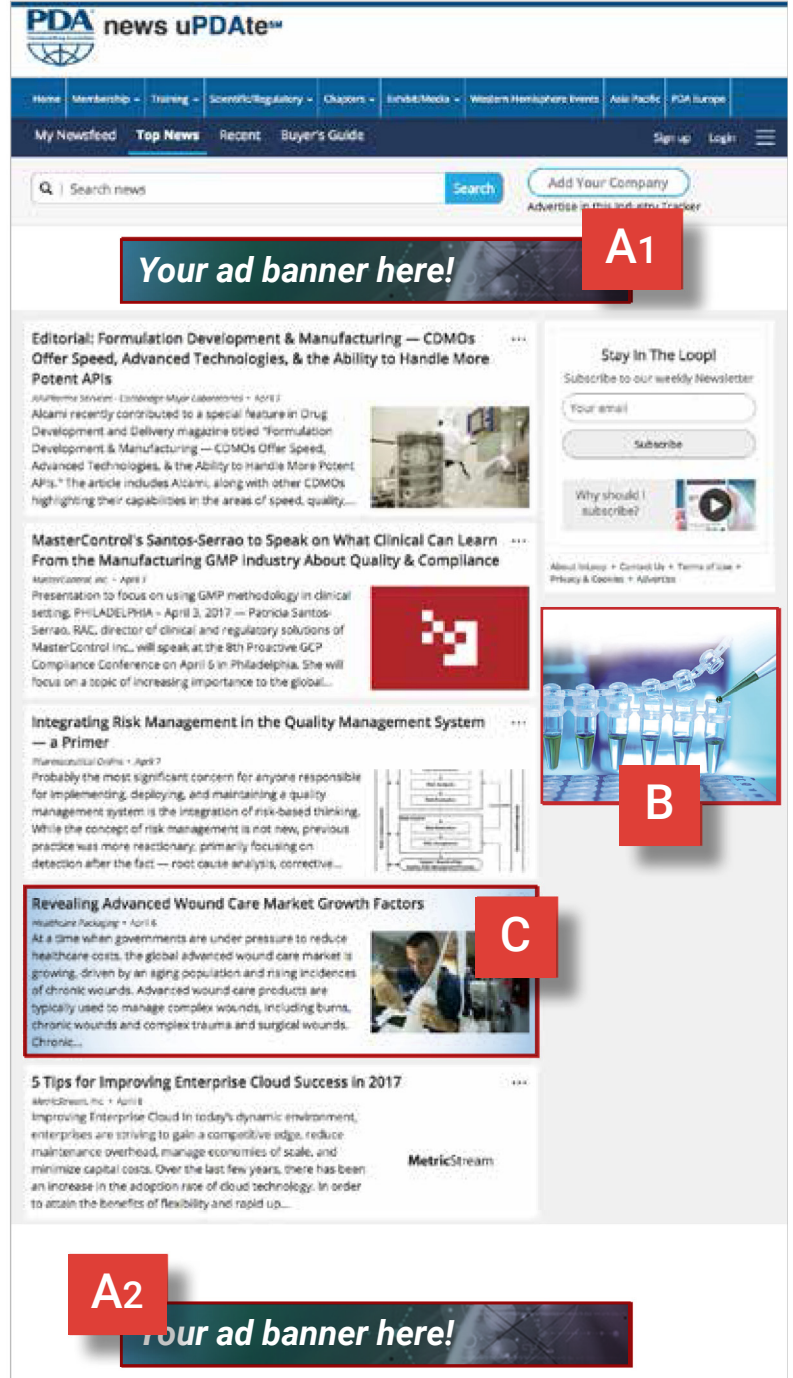 PDA news uPDAte℠
Home Membership Training Scientific/Regulatory Chapters Exhibit/Media Western Hemisphere Events Asia Pacific PDA Europe
My Newsfeed Top News Recent Buyer's Guide Sign up Login
Search news Search Add Your Company
Advertise in this Industry Tracker
A1
Your ad banner here!
Editorial: Formulation Development & Manufacturing — CDMOs
Offer Speed, Advanced Technologies, & the Ability to Handle More
Potent APIs
April 7
Alcami recently contributed to a special feature in Drug
Development and Delivery magazine titled "Formulation
Development & Manufacturing — CDMOs Offer Speed,
Advanced Technologies, & the Ability to Handle More Potent
APIs." The article includes Alcami, along with other CDMOs
highlighting their capabilities in the areas of speed, quality,...
MasterControl's Santos-Serrao to Speak on What Clinical Can Learn
From the Manufacturing GMP Industry About Quality & Compliance
MasterControl, Inc. • April 7
Presentation to focus on using GMP methodology in clinical
setting. PHILADELPHIA – April 3, 2017 — Patricia Santos-
Serrao, RAC, director of clinical and regulatory solutions of
MasterControl Inc., will speak at the 8th Proactive GCP
Compliance Conference on April 6 in Philadelphia. She will
focus on a topic of increasing importance to the global...
Integrating Risk Management in the Quality Management System
— a Primer
Pharmaceutical Online • April 7
Probably the most significant concern for anyone responsible
for implementing, deploying, and maintaining a quality
management system is the integration of risk-based thinking.
While the concept of risk management is not new, previous
practice was more reactionary, primarily focusing on
detection after the fact — root cause analysis, corrective...
Revealing Advanced Wound Care Market Growth Factors
Healthcare Packaging • April 6
At a time when governments are under pressure to reduce
healthcare costs, the global advanced wound care market is
growing, driven by an aging population and rising incidences
of chronic wounds. Advanced wound care products are
typically used to manage complex wounds, including burns,
chronic wounds and complex trauma and surgical wounds.
Chronic...
C
5 Tips for Improving Enterprise Cloud Success in 2017
MetricStream, Inc. • April 6
Improving Enterprise Cloud In today's dynamic environment,
enterprises are striving to gain a competitive edge, reduce
maintenance overhead, manage economies of scale, and
minimize capital costs. Over the last few years, there has been
an increase in the adoption rate of cloud technology. In order
to attain the benefits of flexibility and rapid up...
MetricStream
Stay In The Loop!
Subscribe to our weekly Newsletter
Your email
Subscribe
Why should I
subscribe?
About InLoop • Contact Us • Terms of Use •
Privacy & Cookies • Advertise
B
A2
Your ad banner here!